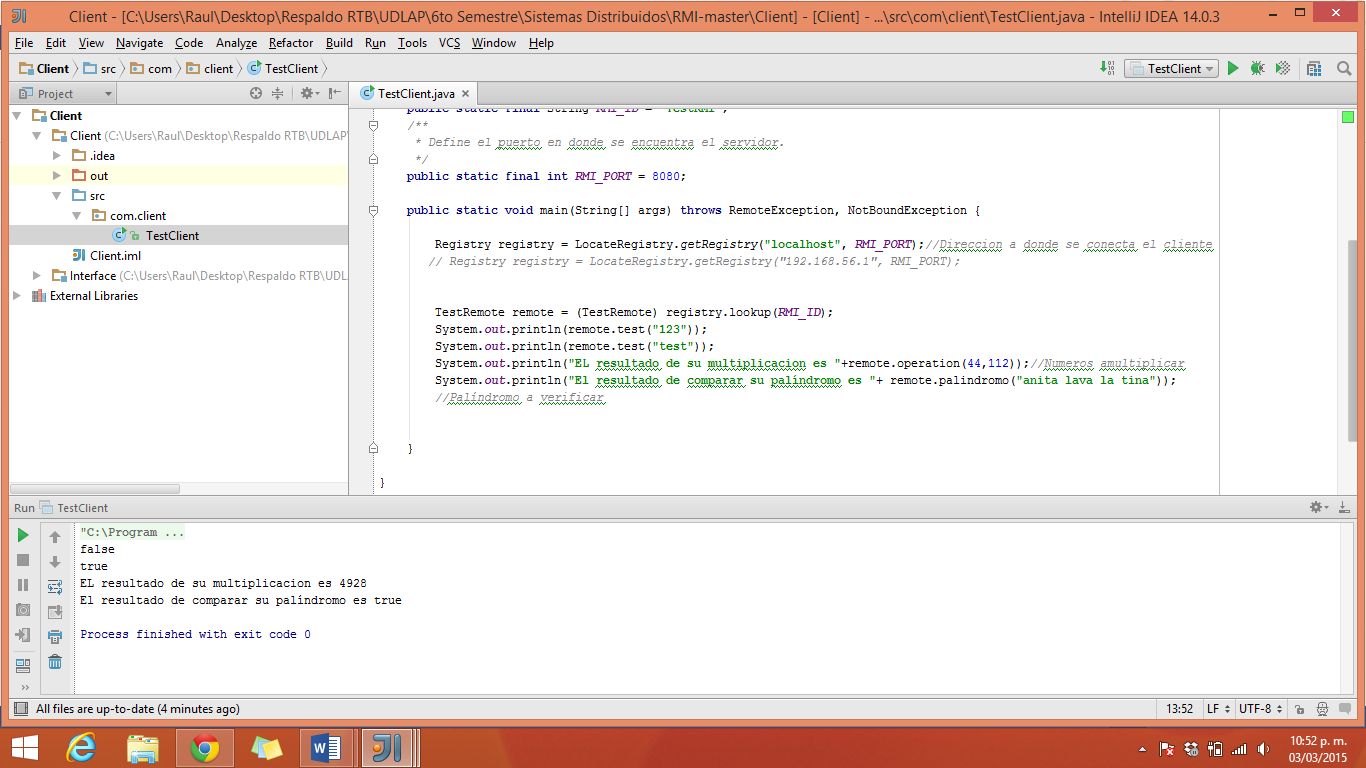 Client - [C:\Users\Raul\Desktop\Respaldo RTB\UDLAP\6to Semestre\Sistemas Distribuidos\RMI-master\Client] - [Client] - ...\src\com\client\TestClient.java - IntelliJ IDEA 14.0.3
File Edit View Navigate Code Analyze Refactor Build Run Tools VCS Window Help
Client src com client TestClient
TestClient
Project
TestClient.java
Client
Client (C:\Users\Raul\Desktop\Respaldo RTB\UDLAP\
.idea
out
src
com.client
TestClient
Client.iml
Interface (C:\Users\Raul\Desktop\Respaldo RTB\UDL
External Libraries
public static final String RMI_ID = "TestRMI";
/**
* Define el puerto en donde se encuentra el servidor.
*/
public static final int RMI_PORT = 8080;
public static void main(String[] args) throws RemoteException, NotBoundException {
Registry registry = LocateRegistry.getRegistry("localhost", RMI_PORT);//Direccion a donde se conecta el cliente
// Registry registry = LocateRegistry.getRegistry("192.168.56.1", RMI_PORT);
TestRemote remote = (TestRemote) registry.lookup(RMI_ID);
System.out.println(remote.test("123"));
System.out.println(remote.test("test"));
System.out.println("EL resultado de su multiplicacion es "+remote.operation(44,112));//Numeros amultiplicar
System.out.println("El resultado de comparar su palíndromo es "+ remote.palindromo("anita lava la tina"));
//Palíndromo a verificar
}
}
Run TestClient
"C:\Program ...
false
true
EL resultado de su multiplicacion es 4928
El resultado de comparar su palíndromo es true
Process finished with exit code 0
All files are up-to-date (4 minutes ago)
13:52 LF UTF-8
10:52 p. m.
03/03/2015